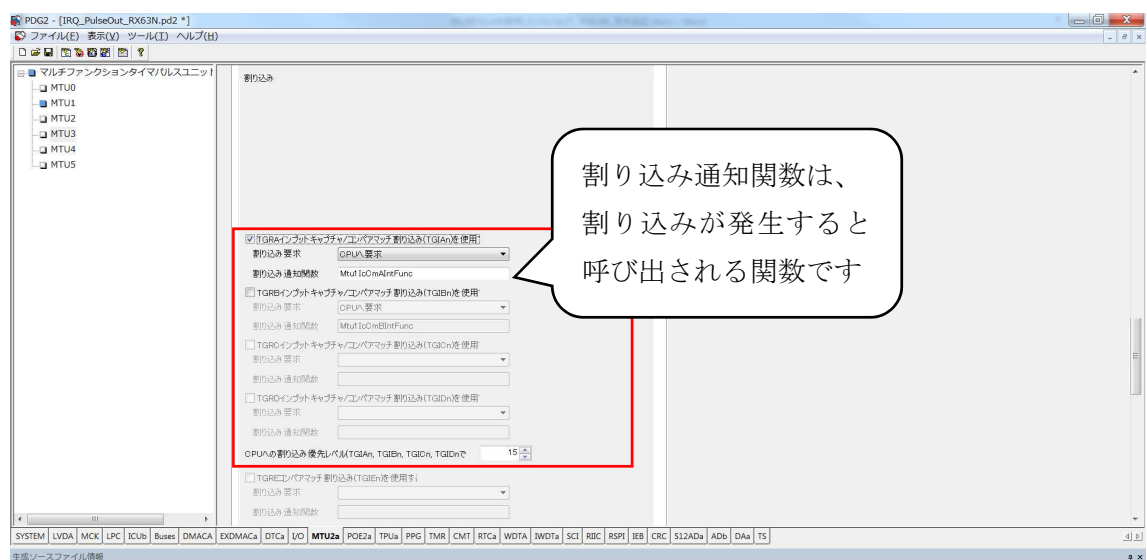 PDG2 - [IRQ_PulseOut_RX63N.pd2 *]
ファイル(F) 表示(V) ツール(T) ヘルプ(H)
マルチファンクションタイマパルスユニット
MTU0
MTU1
MTU2
MTU3
MTU4
MTU5
割り込み
割り込み通知関数は、
割り込みが発生すると
呼び出される関数です
TGRAインプットキャプチャ/コンペアマッチ割り込み(TGIAn)を使用
割り込み要求 CPUへ要求
割り込み通知関数 Mtu1IcCmAIntFunc
TGRBインプットキャプチャ/コンペアマッチ割り込み(TGIBn)を使用
割り込み要求 CPUへ要求
割り込み通知関数 Mtu1IcCmBIntFunc
TGRCインプットキャプチャ/コンペアマッチ割り込み(TGICn)を使用
割り込み要求
割り込み通知関数
TGRDインプットキャプチャ/コンペアマッチ割り込み(TGIDn)を使用
割り込み要求
割り込み通知関数
CPUへの割り込み優先レベル(TGIAn, TGIBn, TGICn, TGIDnで 15
TGREコンペアマッチ割り込み(TGIEn)を使用す
割り込み要求
割り込み通知関数
SYSTEM LVDA MCK LPC ICUb Buses DMACA EXDMACa DTCa I/O MTU2a POE2a TPUa PPG TMR CMT RTCa WDTA IWDTa SCI RIIC RSPI IEB CRC S12ADa ADb DAa TS
生成ソースファイル情報